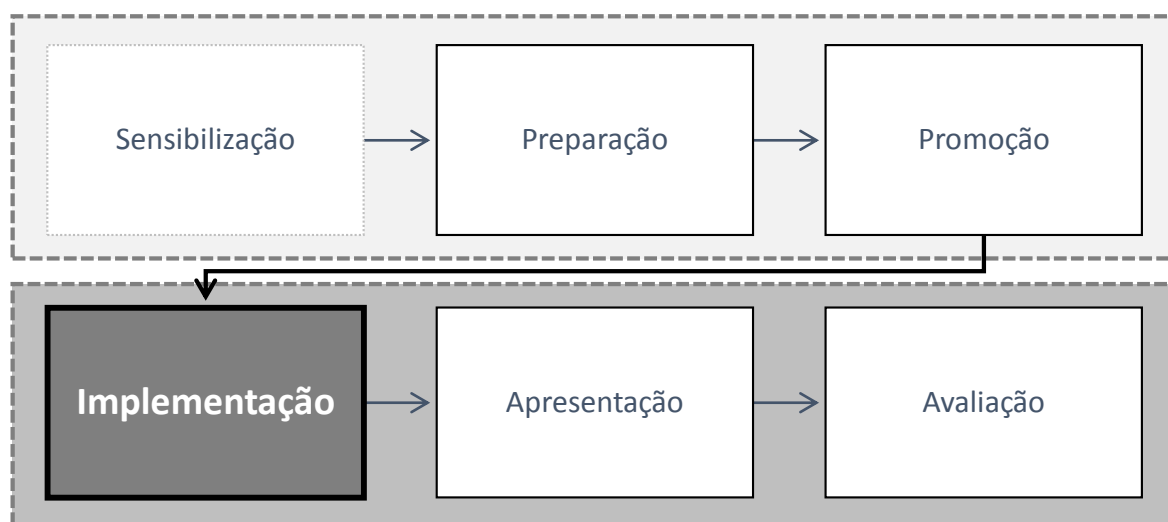 Sensibilização
Preparação
Promoção
Implementação
Apresentação
Avaliação